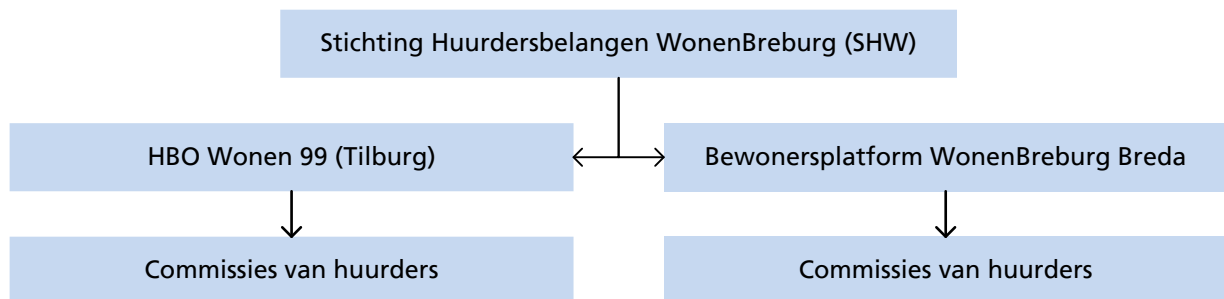 Stichting Huurdersbelangen WonenBreburg (SHW)
HBO Wonen 99 (Tilburg)
Bewonersplatform WonenBreburg Breda
Commissies van huurders
Commissies van huurders